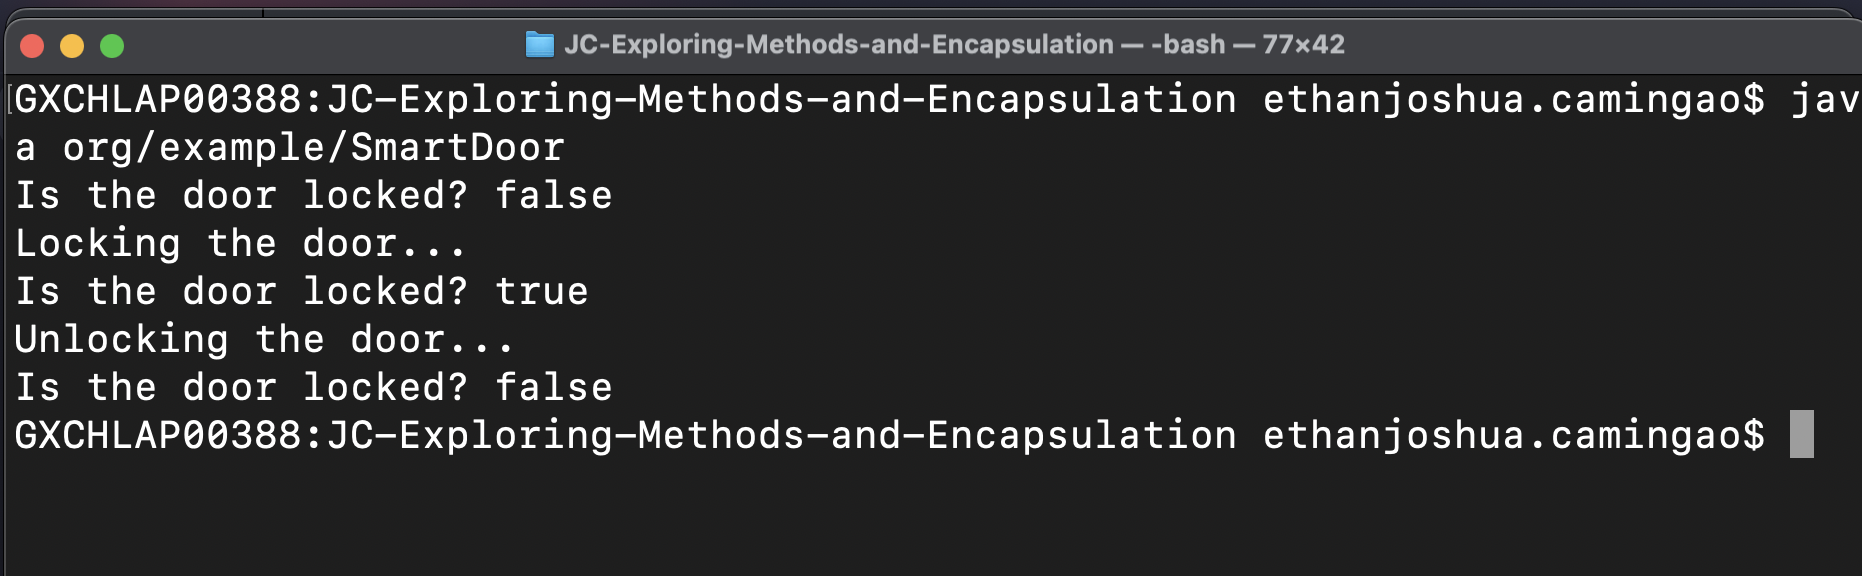 JC-Exploring-Methods-and-Encapsulation — -bash — 77×42
[GXCHLAP00388:JC-Exploring-Methods-and-Encapsulation ethanjoshua.camingao$ jav
a org/example/SmartDoor
Is the door locked? false
Locking the door...
Is the door locked? true
Unlocking the door...
Is the door locked? false
GXCHLAP00388:JC-Exploring-Methods-and-Encapsulation ethanjoshua.camingao$